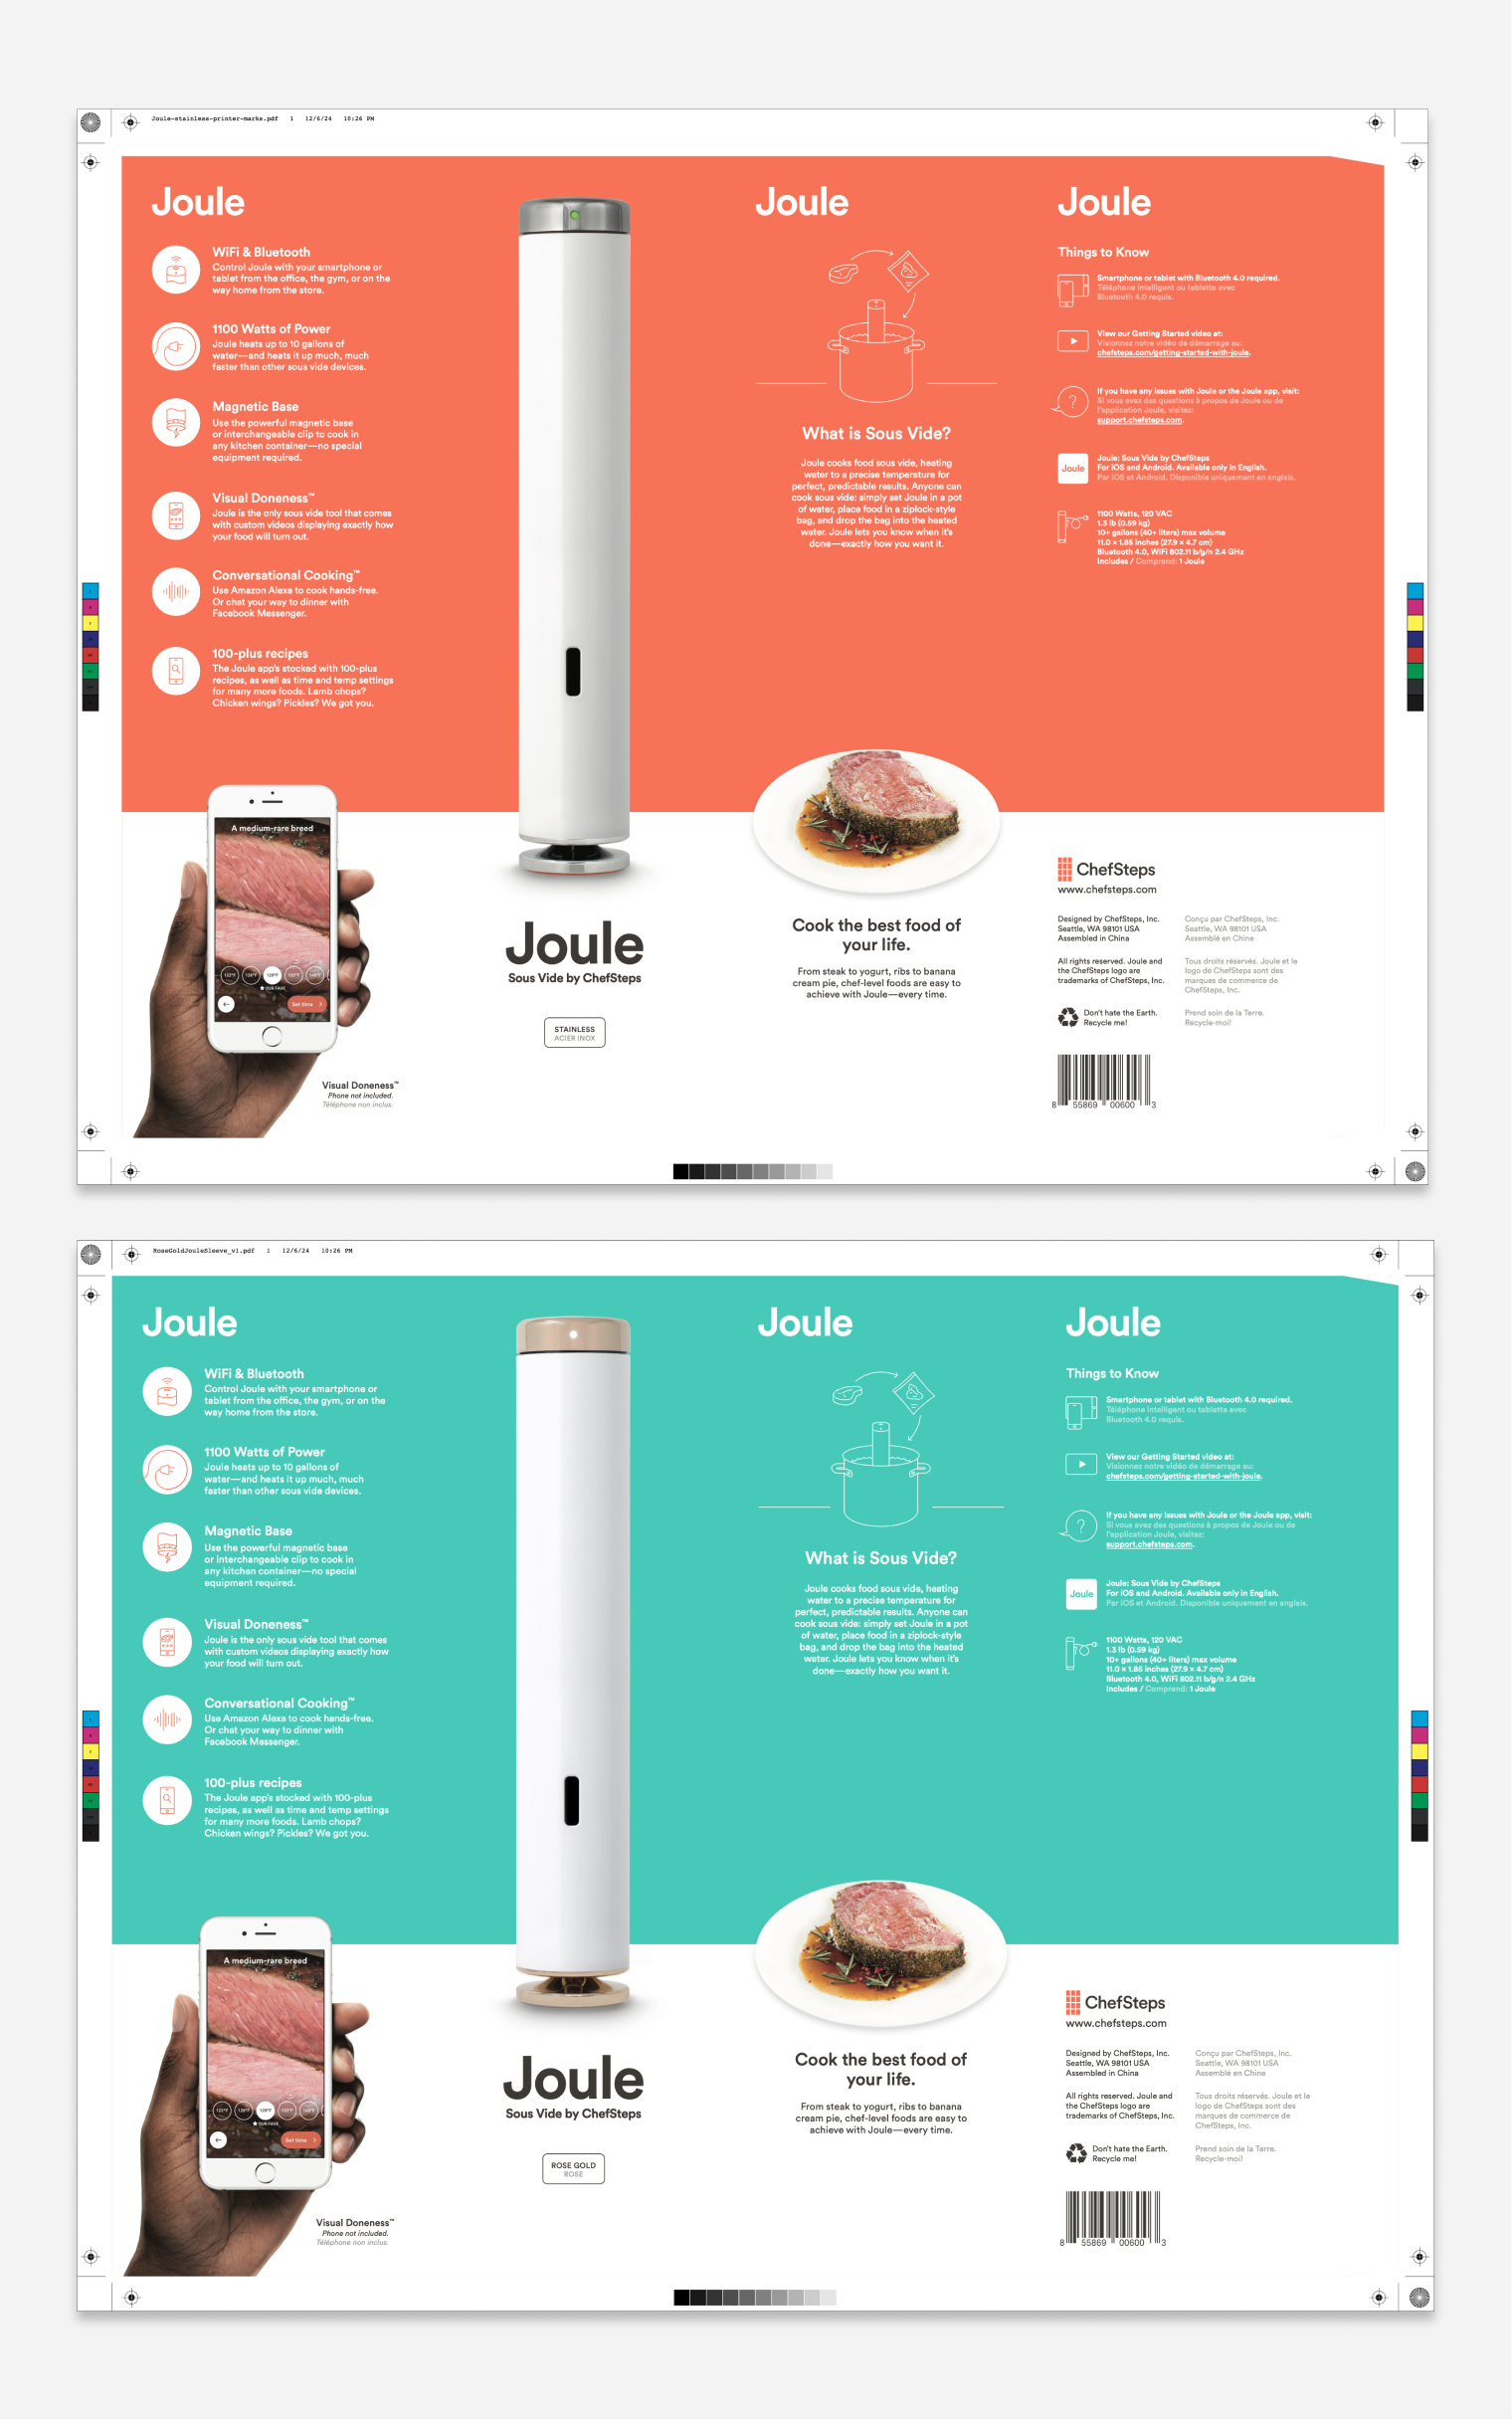 Joule-stainless-printer-marks.pdf 1 12/6/24 10:26 PM
Joule
WiFi & Bluetooth
Control Joule with your smartphone or
tablet from the office, the gym, or on the
way home from the store.
1100 Watts of Power
Joule heats up to 10 gallons of
water—and heats it up much, much
faster than other sous vide devices.
Magnetic Base
Use the powerful magnetic base
or interchangeable clip to cook in
any kitchen container—no special
equipment required.
Visual Doneness™
Joule is the only sous vide tool that comes
with custom videos displaying exactly how
your food will turn out.
Conversational Cooking™
Use Amazon Alexa to cook hands-free.
Or chat your way to dinner with
Facebook Messenger.
100-plus recipes
The Joule app's stocked with 100-plus
recipes, as well as time and temp settings
for many more foods. Lamb chops?
Chicken wings? Pickles? We got you.
A medium-rare breed
OUR FAVE
Set time
Visual Doneness™
Phone not included.
Téléphone non inclus.
Joule
Sous Vide by ChefSteps
STAINLESS
ACIER INOX
Joule
What is Sous Vide?
Joule cooks food sous vide, heating
water to a precise temperature for
perfect, predictable results. Anyone can
cook sous vide: simply set Joule in a pot
of water, place food in a ziplock-style
bag, and drop the bag into the heated
water. Joule lets you know when it's
done—exactly how you want it.
Cook the best food of
your life.
From steak to yogurt, ribs to banana
cream pie, chef-level foods are easy to
achieve with Joule—every time.
Joule
Things to Know
Smartphone or tablet with Bluetooth 4.0 required.
Téléphone intelligent ou tablette avec
Bluetooth 4.0 requis.
View our Getting Started video at:
Visionnez notre vidéo de démarrage au:
chefsteps.com/getting-started-with-joule.
If you have any issues with Joule or the Joule app, visit:
Si vous avez des questions à propos de Joule ou de
l'application Joule, visitez:
support.chefsteps.com.
Joule
Joule: Sous Vide by ChefSteps
For iOS and Android. Available only in English.
Par iOS et Android. Disponible uniquement en anglais.
1100 Watts, 120 VAC
1.3 lb (0.59 kg)
10+ gallons (40+ liters) max volume
11.0 × 1.85 inches (27.9 × 4.7 cm)
Bluetooth 4.0, WiFi 802.11 b/g/n 2.4 GHz
Includes / Comprend: 1 Joule
ChefSteps
www.chefsteps.com
Designed by ChefSteps, Inc.
Seattle, WA 98101 USA
Assembled in China
All rights reserved. Joule and
the ChefSteps logo are
trademarks of ChefSteps, Inc.
Don't hate the Earth.
Recycle me!
Conçu par ChefSteps, Inc.
Seattle, WA 98101 USA
Assemblé en Chine
Tous droits réservés. Joule et le
logo de ChefSteps sont des
marques de commerce de
ChefSteps, Inc.
Prend soin de la Terre.
Recycle-moi!
8 55869 00600 3
RoseGoldJouleSleeve_v1.pdf 1 12/6/24 10:26 PM
Joule
WiFi & Bluetooth
Control Joule with your smartphone or
tablet from the office, the gym, or on the
way home from the store.
1100 Watts of Power
Joule heats up to 10 gallons of
water—and heats it up much, much
faster than other sous vide devices.
Magnetic Base
Use the powerful magnetic base
or interchangeable clip to cook in
any kitchen container—no special
equipment required.
Visual Doneness™
Joule is the only sous vide tool that comes
with custom videos displaying exactly how
your food will turn out.
Conversational Cooking™
Use Amazon Alexa to cook hands-free.
Or chat your way to dinner with
Facebook Messenger.
100-plus recipes
The Joule app's stocked with 100-plus
recipes, as well as time and temp settings
for many more foods. Lamb chops?
Chicken wings? Pickles? We got you.
A medium-rare breed
OUR FAVE
Set time
Visual Doneness™
Phone not included.
Téléphone non inclus.
Joule
Sous Vide by ChefSteps
ROSE GOLD
ROSE
Joule
What is Sous Vide?
Joule cooks food sous vide, heating
water to a precise temperature for
perfect, predictable results. Anyone can
cook sous vide: simply set Joule in a pot
of water, place food in a ziplock-style
bag, and drop the bag into the heated
water. Joule lets you know when it's
done—exactly how you want it.
Cook the best food of
your life.
From steak to yogurt, ribs to banana
cream pie, chef-level foods are easy to
achieve with Joule—every time.
Joule
Things to Know
Smartphone or tablet with Bluetooth 4.0 required.
Téléphone intelligent ou tablette avec
Bluetooth 4.0 requis.
View our Getting Started video at:
Visionnez notre vidéo de démarrage au:
chefsteps.com/getting-started-with-joule.
If you have any issues with Joule or the Joule app, visit:
Si vous avez des questions à propos de Joule ou de
l'application Joule, visitez:
support.chefsteps.com.
Joule
Joule: Sous Vide by ChefSteps
For iOS and Android. Available only in English.
Par iOS et Android. Disponible uniquement en anglais.
1100 Watts, 120 VAC
1.3 lb (0.59 kg)
10+ gallons (40+ liters) max volume
11.0 × 1.85 inches (27.9 × 4.7 cm)
Bluetooth 4.0, WiFi 802.11 b/g/n 2.4 GHz
Includes / Comprend: 1 Joule
ChefSteps
www.chefsteps.com
Designed by ChefSteps, Inc.
Seattle, WA 98101 USA
Assembled in China
All rights reserved. Joule and
the ChefSteps logo are
trademarks of ChefSteps, Inc.
Don't hate the Earth.
Recycle me!
Conçu par ChefSteps, Inc.
Seattle, WA 98101 USA
Assemblé en Chine
Tous droits réservés. Joule et le
logo de ChefSteps sont des
marques de commerce de
ChefSteps, Inc.
Prend soin de la Terre.
Recycle-moi!
8 55869 00600 3